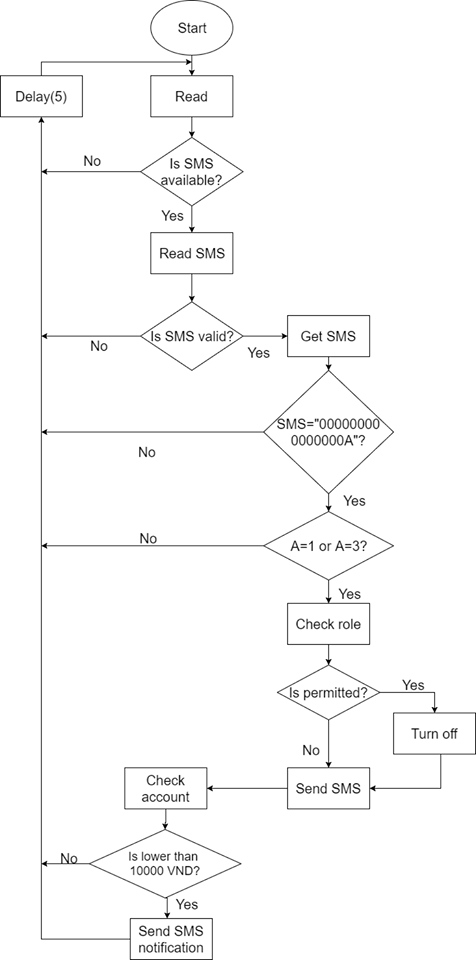 Start
Delay(5)
Read
No
Is SMS
available?
Yes
Read SMS
Is SMS valid?
No
Yes
Get SMS
SMS="00000000
0000000A"?
No
Yes
A=1 or A=3?
No
Yes
Check role
Is permitted?
Yes
Turn off
No
Send SMS
Check
account
Is lower than
10000 VND?
No
Yes
Send SMS
notification